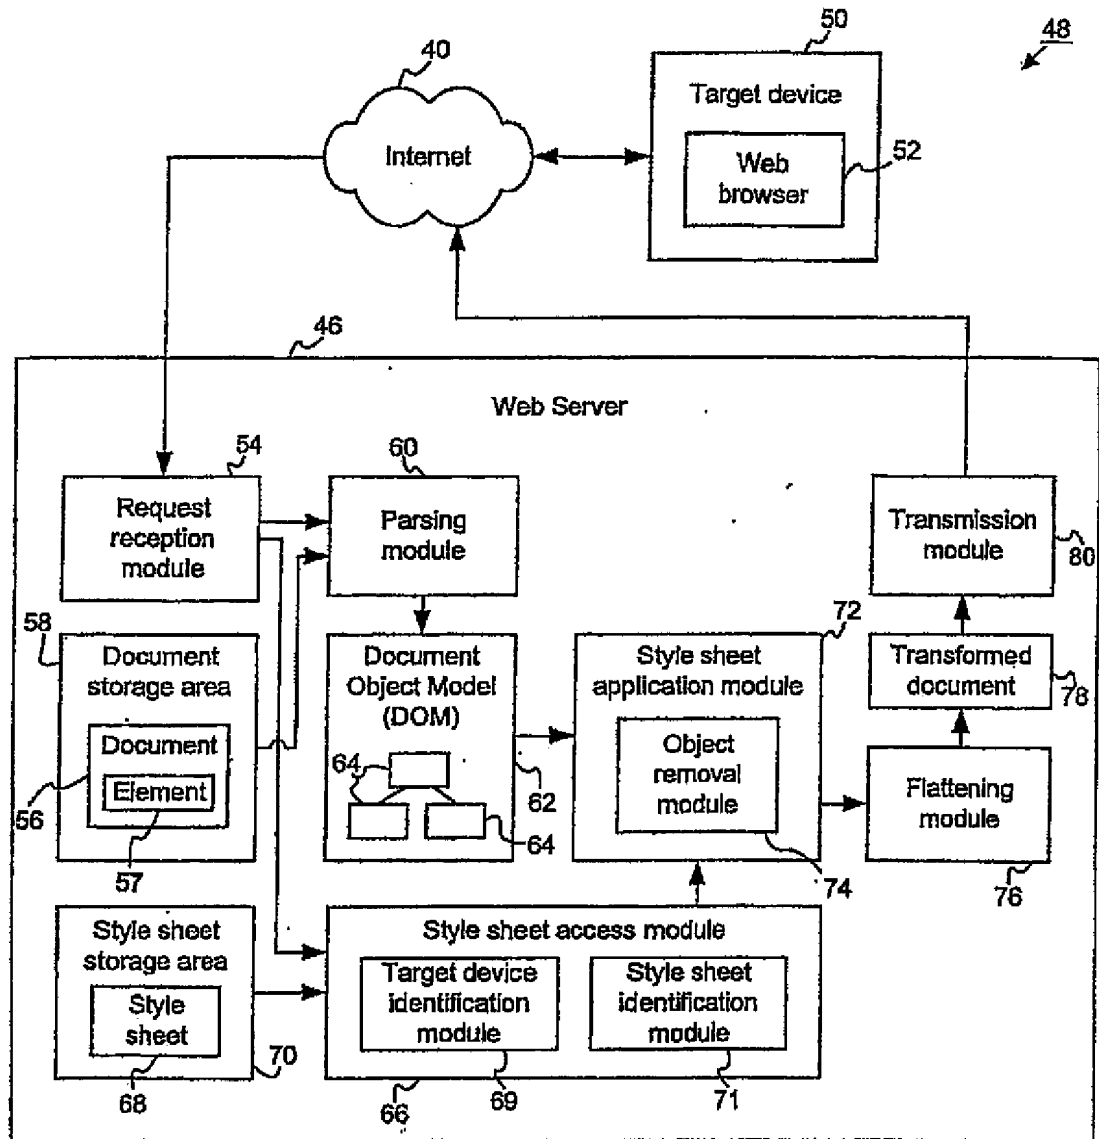 50
48
40
Target device
Internet
Web
browser
52
46
Web Server
54
60
Request
reception
module
Parsing
module
Transmission
module
80
58
Document
storage area
Document
Element
56
57
Document
Object Model
(DOM)
64
64
62
72
Style sheet
application module
Object
removal
module
74
Transformed
document
78
Flattening
module
76
Style sheet
storage area
Style
sheet
68
70
Style sheet access module
Target device
identification
module
Style sheet
identification
module
66
69
71